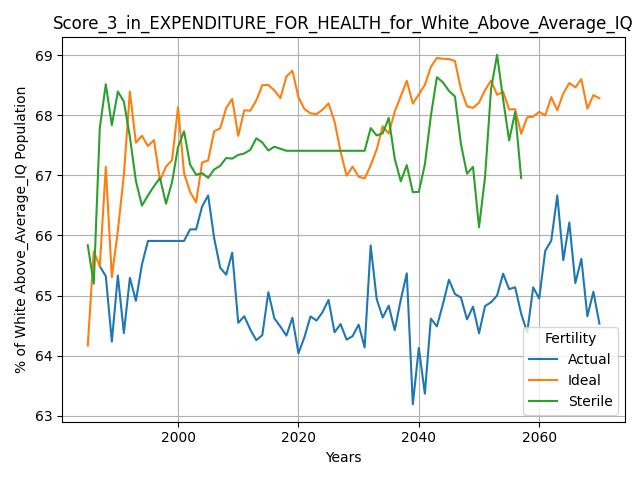 Score_3_in_EXPENDITURE_FOR_HEALTH_for_White_Above_Average_IQ
% of White Above_Average_IQ Population
69
68
67
66
65
64
63
2000
2020
2040
2060
Years
Fertility
Actual
Ideal
Sterile